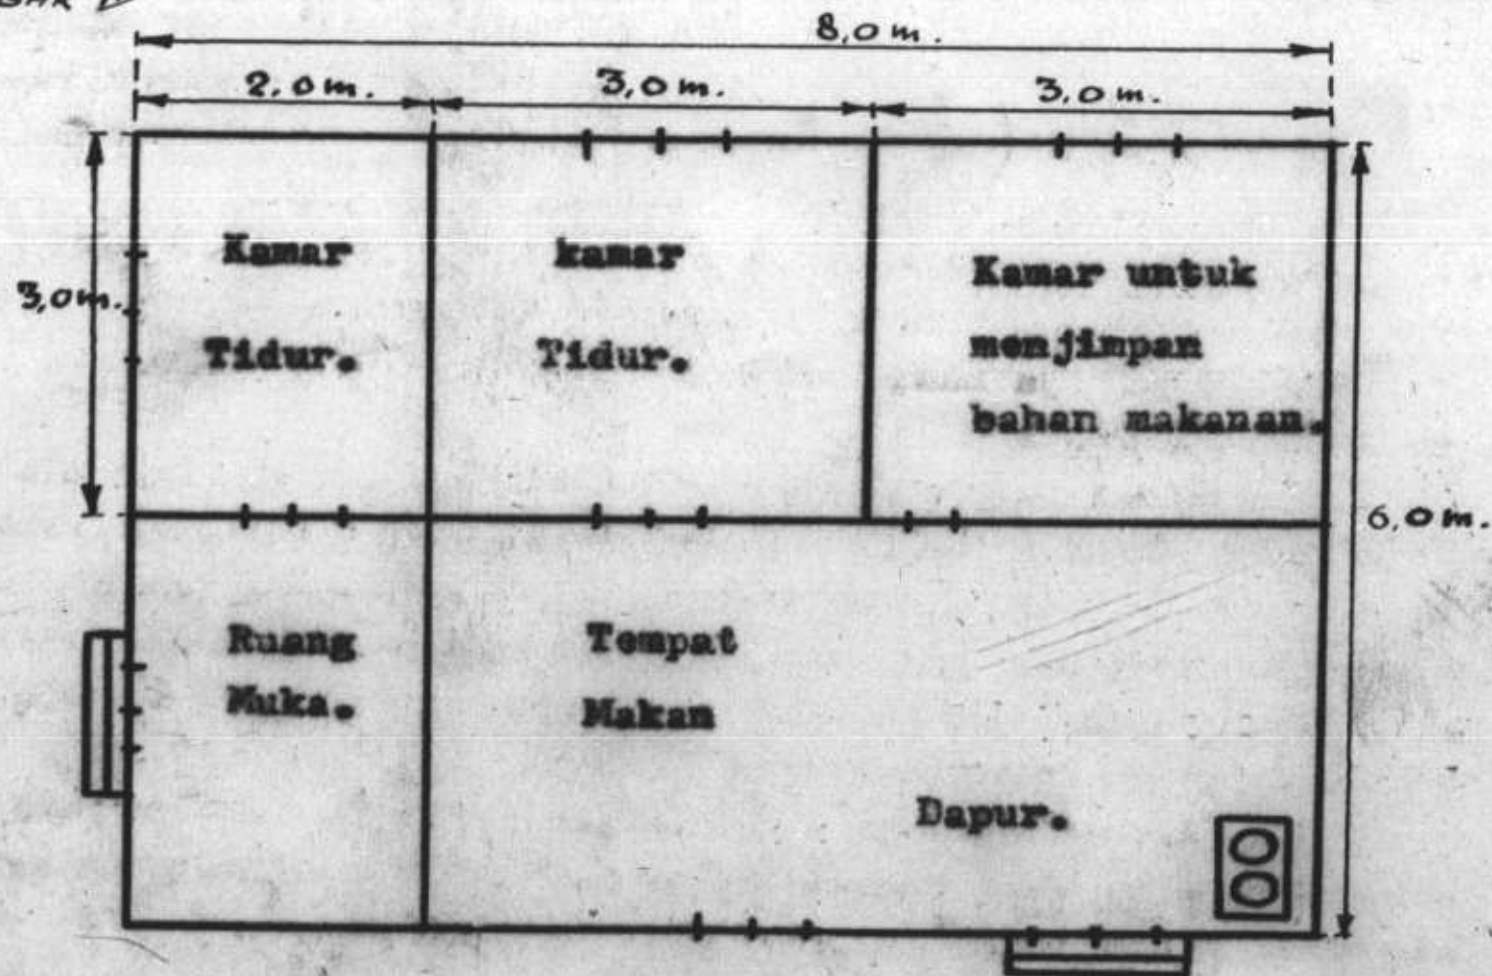 8,0 m.
2,0 m.
3,0 m.
3,0 m.
Kamar
Tidur.
kamar
Tidur.
Kamar untuk
menjimpan
bahan makanan.
3,0 m.
6,0 m.
Ruang
Muka.
Tempat
Makan
Dapur.